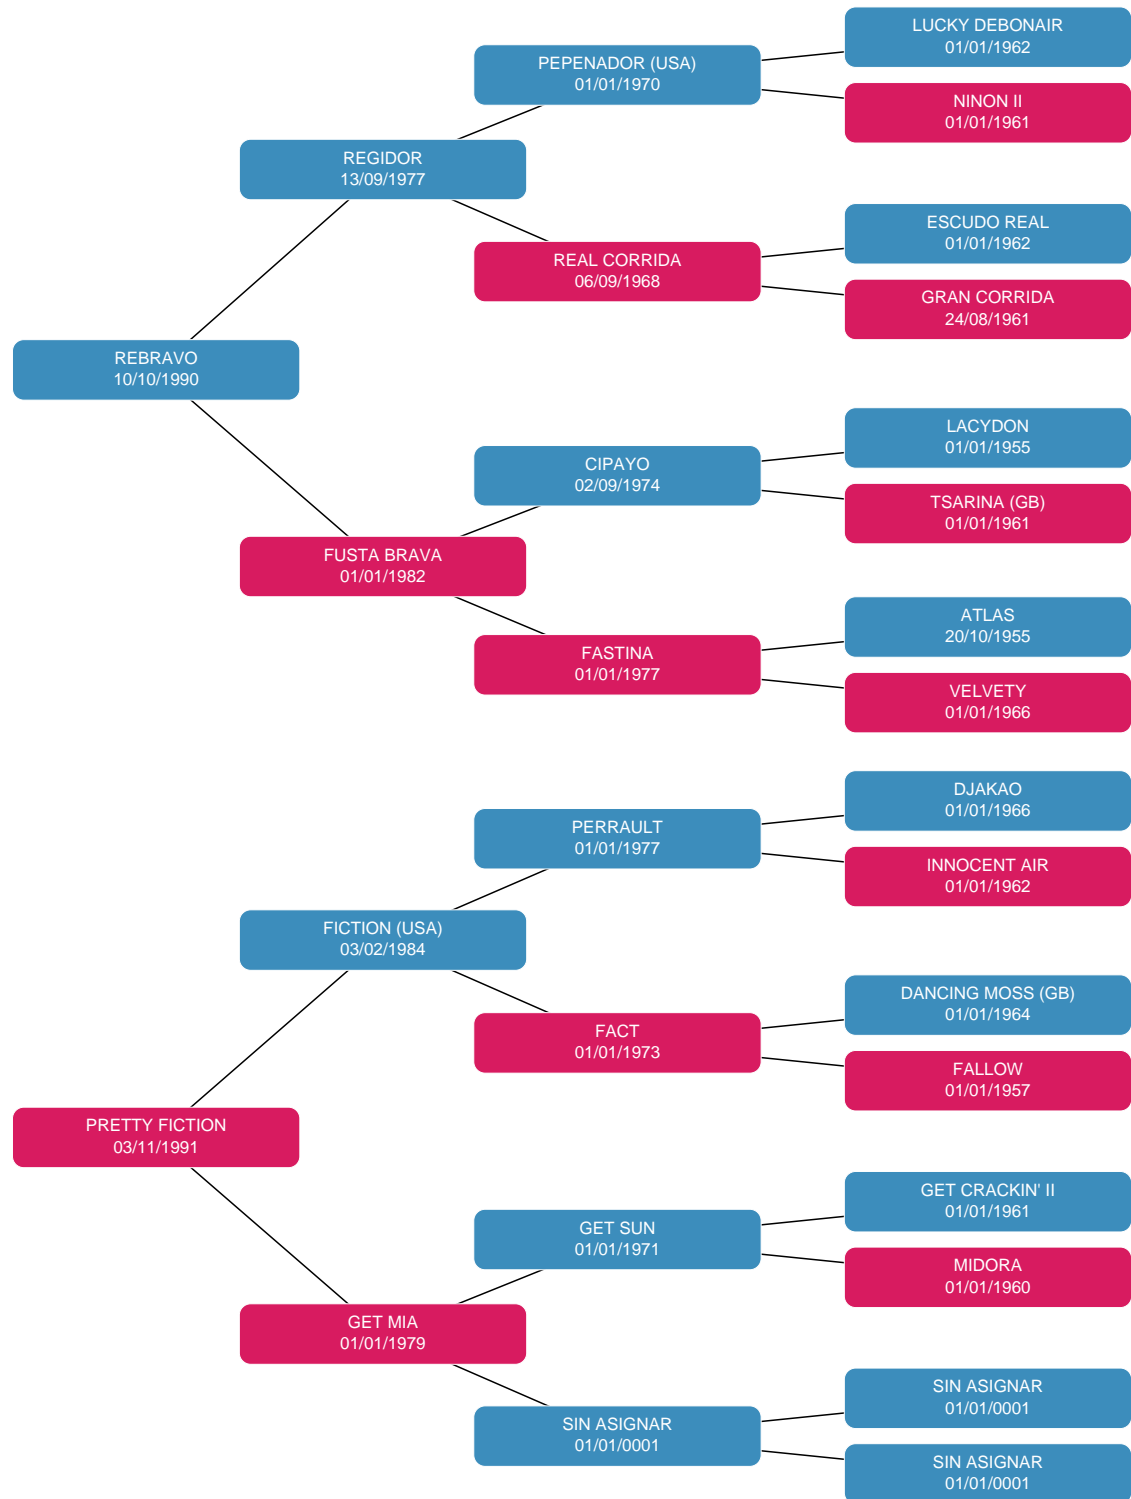 LUCKY DEBONAIR
01/01/1962
PEPENADOR (USA)
01/01/1970
NINON II
01/01/1961
REGIDOR
13/09/1977
ESCUDO REAL
01/01/1962
REAL CORRIDA
06/09/1968
GRAN CORRIDA
24/08/1961
REBRAVO
10/10/1990
LACYDON
01/01/1955
CIPAYO
02/09/1974
TSARINA (GB)
01/01/1961
FUSTA BRAVA
01/01/1982
ATLAS
20/10/1955
FASTINA
01/01/1977
VELVETY
01/01/1966
DJAKAO
01/01/1966
PERRAULT
01/01/1977
INNOCENT AIR
01/01/1962
FICTION (USA)
03/02/1984
DANCING MOSS (GB)
01/01/1964
FACT
01/01/1973
FALLOW
01/01/1957
PRETTY FICTION
03/11/1991
GET CRACKIN' II
01/01/1961
GET SUN
01/01/1971
MIDORA
01/01/1960
GET MIA
01/01/1979
SIN ASIGNAR
01/01/0001
SIN ASIGNAR
01/01/0001
SIN ASIGNAR
01/01/0001